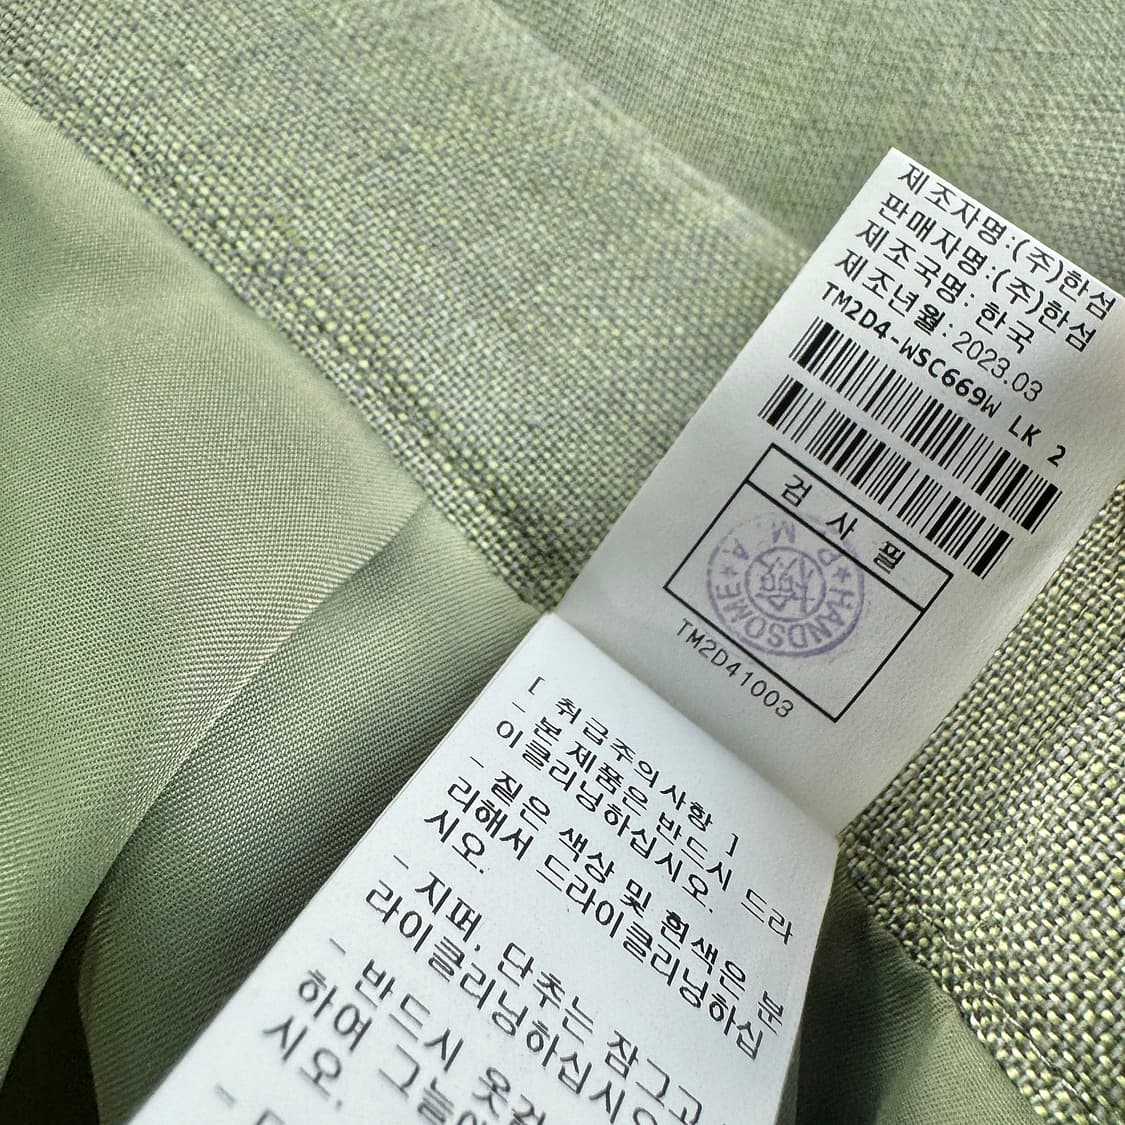 제조자명:(주)한섬
판매자명:(주)한섬
제조국명: 한국
제조년월: 2023.03
TM2D4-WSC669W LK 2
검 사 필
HANDSOME ★ P.M.A ★
檢
TM2D41003
[ 취급주의사항 ]
- 본 제품은 반드시 드라
이클리닝하십시오.
- 짙은 색상 및 흰색은 분
리해서 드라이클리닝하십
시오.
- 지퍼, 단추는 잠그고
라이클리닝하십시오
- 반드시 옷걸
하여 그늘에
시오.
-